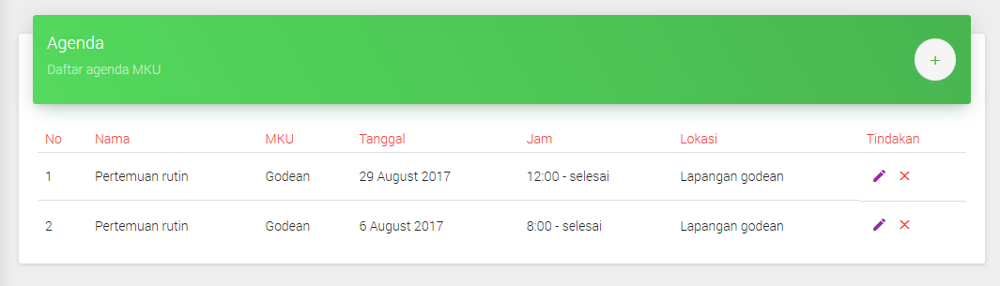 Agenda
Daftar agenda MKU
+
No Nama MKU Tanggal Jam Lokasi Tindakan
1 Pertemuan rutin Godean 29 August 2017 12:00 - selesai Lapangan godean
2 Pertemuan rutin Godean 6 August 2017 8:00 - selesai Lapangan godean